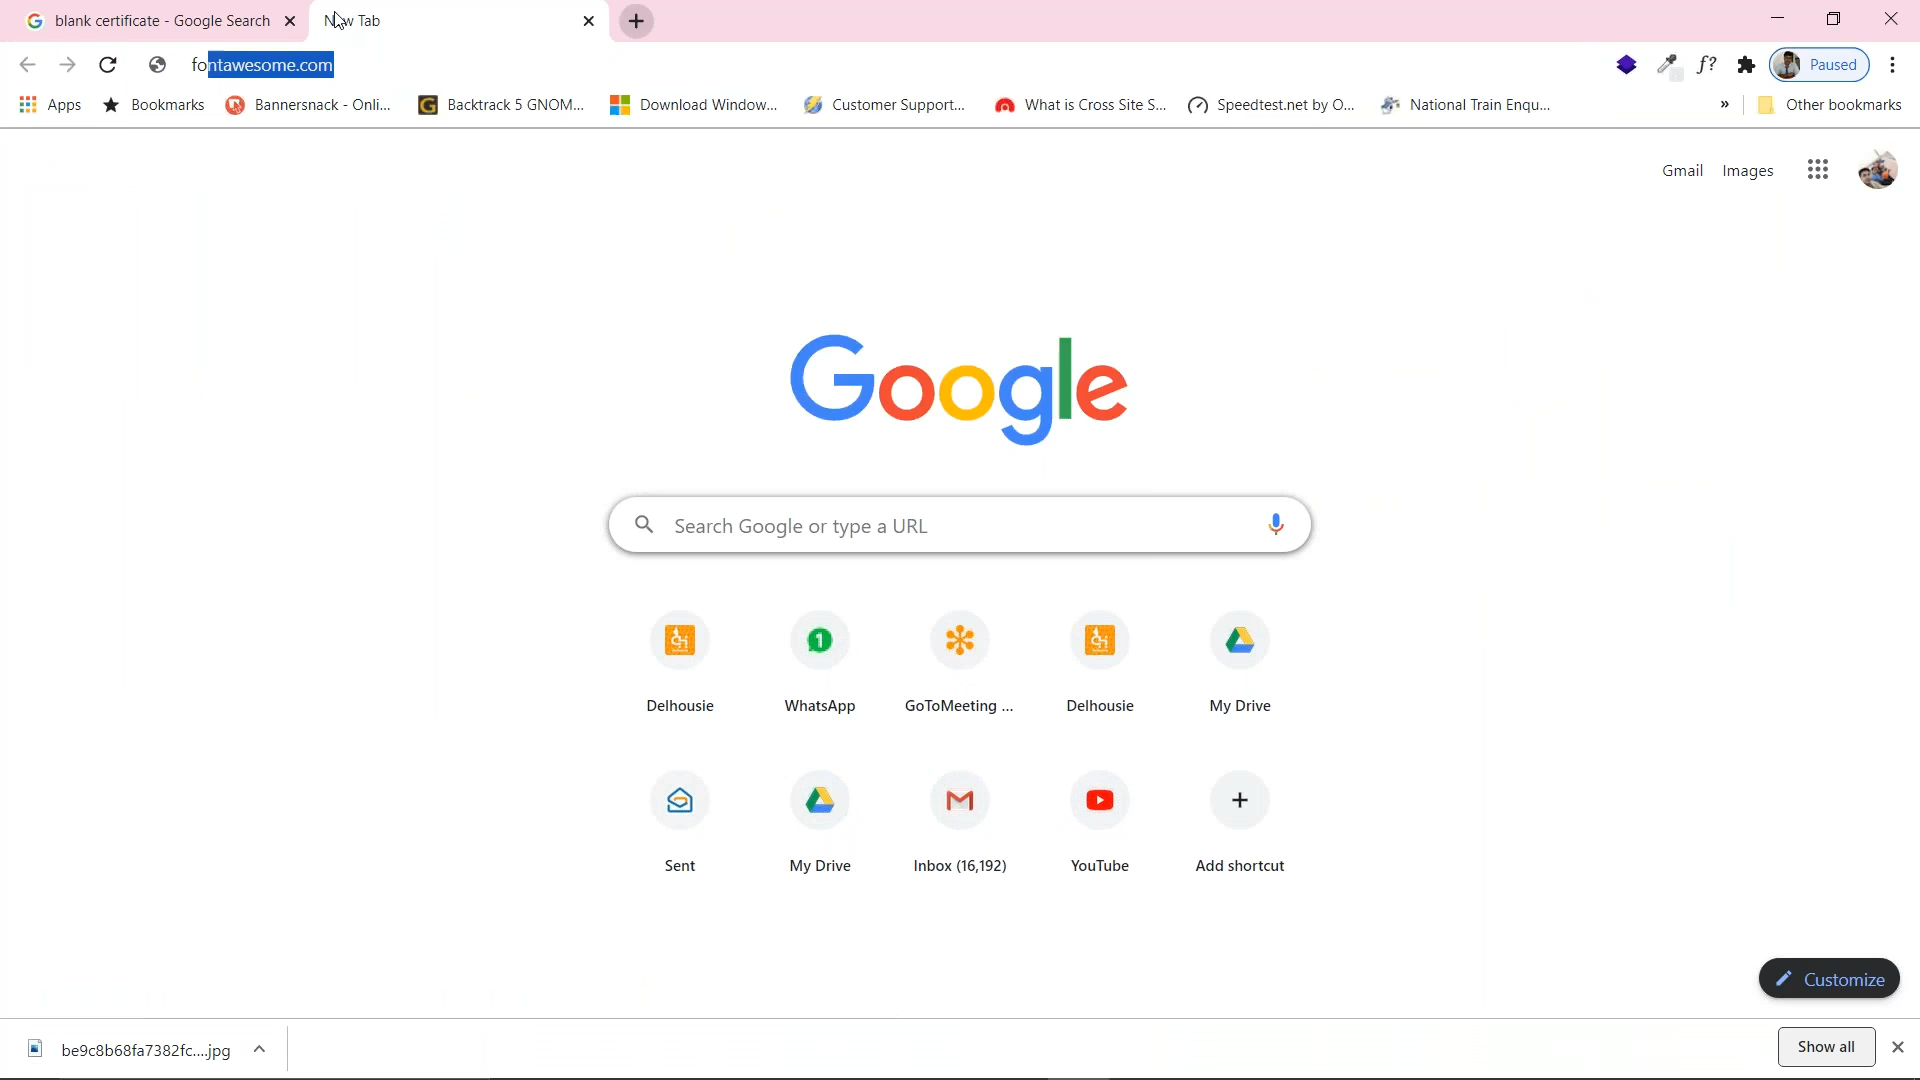 blank certificate - Google Search
New Tab
fontawesome.com
Paused
Apps
Bookmarks
Bannersnack - Onli...
Backtrack 5 GNOM...
Download Window...
Customer Support...
What is Cross Site S...
Speedtest.net by O...
National Train Enqu...
»
Other bookmarks
Gmail
Images
Google
Search Google or type a URL
Delhousie
WhatsApp
GoToMeeting ...
Delhousie
My Drive
Sent
My Drive
Inbox (16,192)
YouTube
Add shortcut
Customize
be9c8b68fa7382fc....jpg
Show all